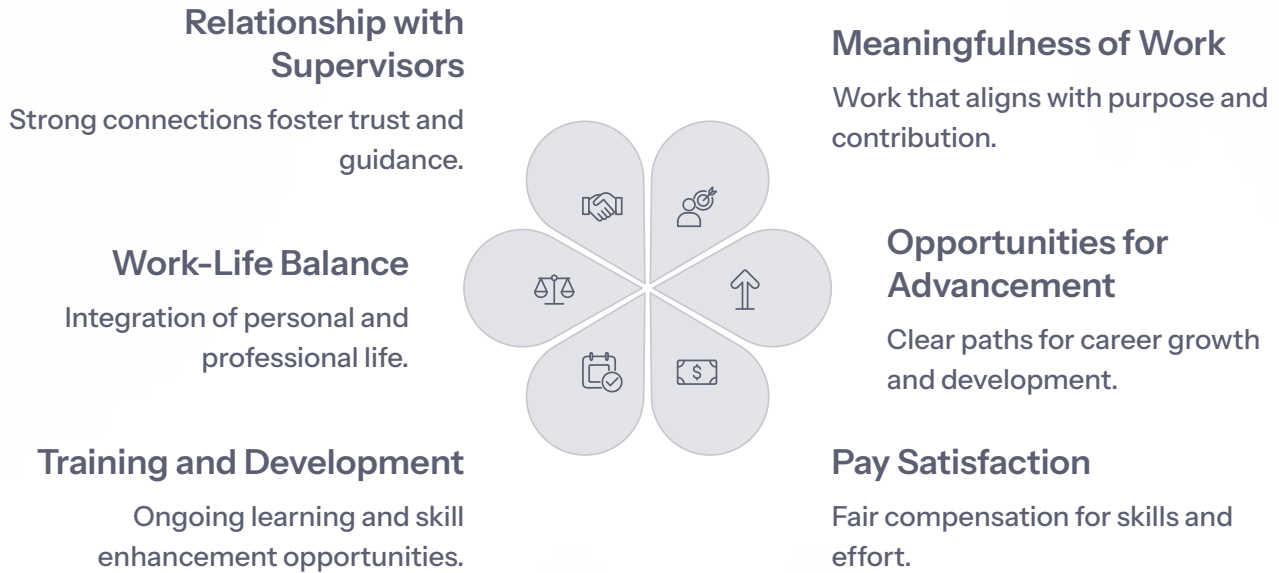 Relationship with
Supervisors
Strong connections foster trust and
guidance.
Work-Life Balance
Integration of personal and
professional life.
Training and Development
Ongoing learning and skill
enhancement opportunities.
Meaningfulness of Work
Work that aligns with purpose and
contribution.
Opportunities for
Advancement
Clear paths for career growth
and development.
$
Pay Satisfaction
Fair compensation for skills and
effort.